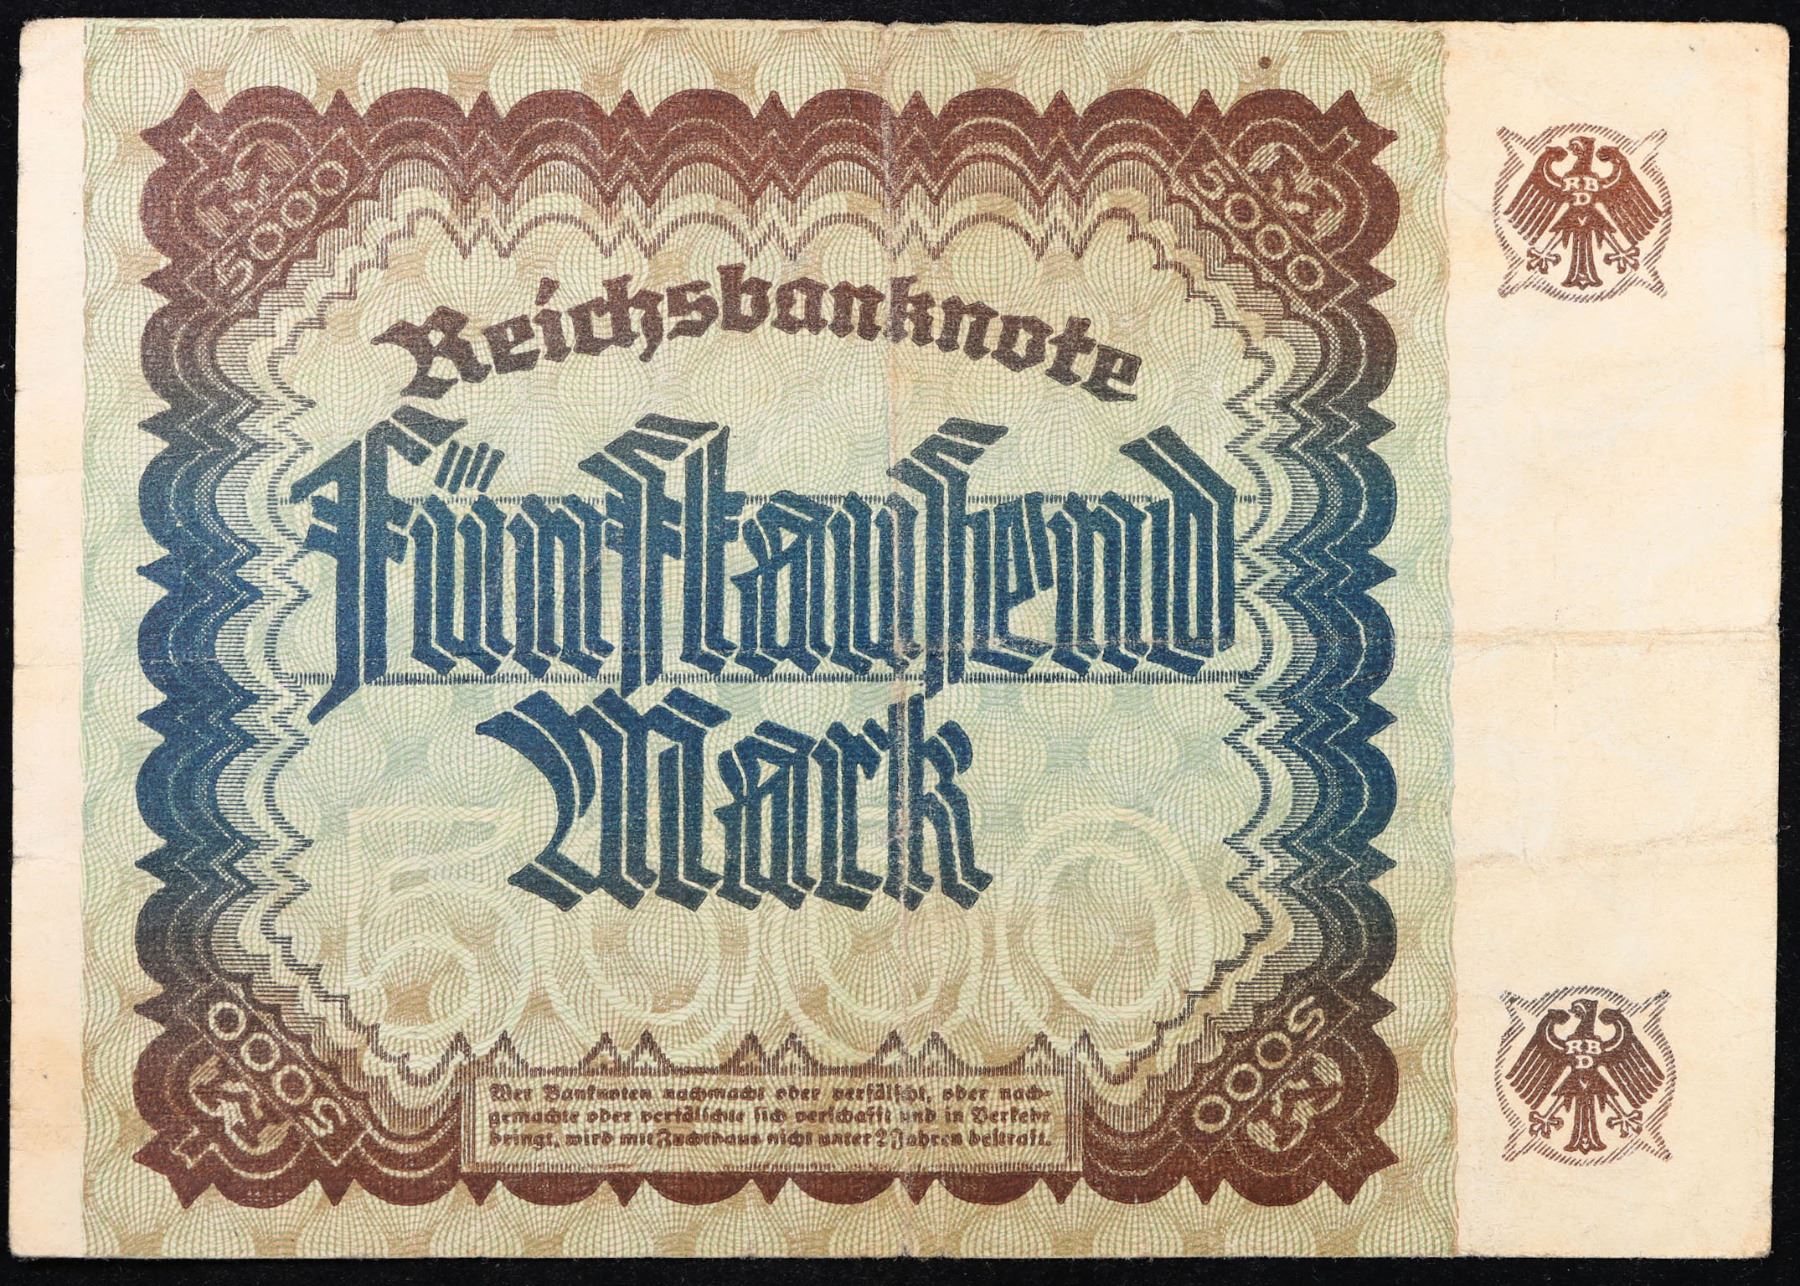 5000
5000
RBD
Reichsbanknote
Fünftausend
Mark
5000
5000
5000
RBD
Wer Banknoten nachmacht oder verfälscht, oder nach-
gemachte oder verfälschte sich verschafft und in Verkehr
bringt, wird mit Zuchthaus nicht unter 2 Jahren bestraft.